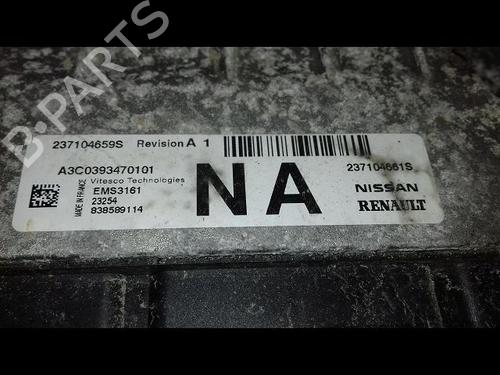 B-PARTS
237104659S Revision A 1
A3C0393470101
Vitesco Technologies
EMS3161
23254
838589114
MADE IN FRANCE
NA
237104661S
NISSAN
RENAULT